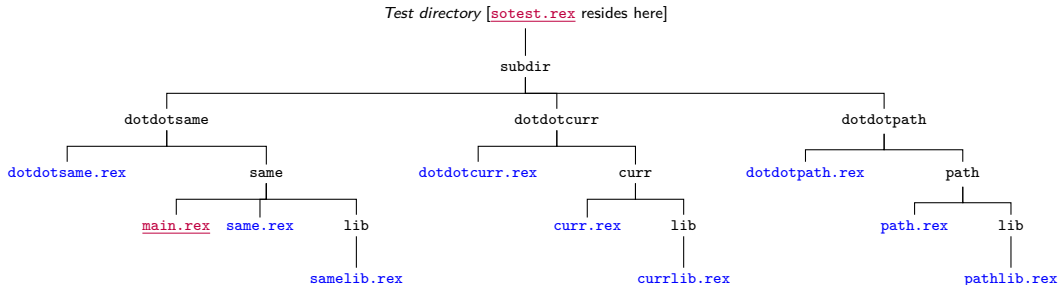 Test directory [sotest.rex resides here]
subdir
dotdotsame dotdotcurr dotdotpath
dotdotsame.rex same dotdotcurr.rex curr dotdotpath.rex path
main.rex same.rex lib curr.rex lib path.rex lib
samelib.rex currlib.rex pathlib.rex